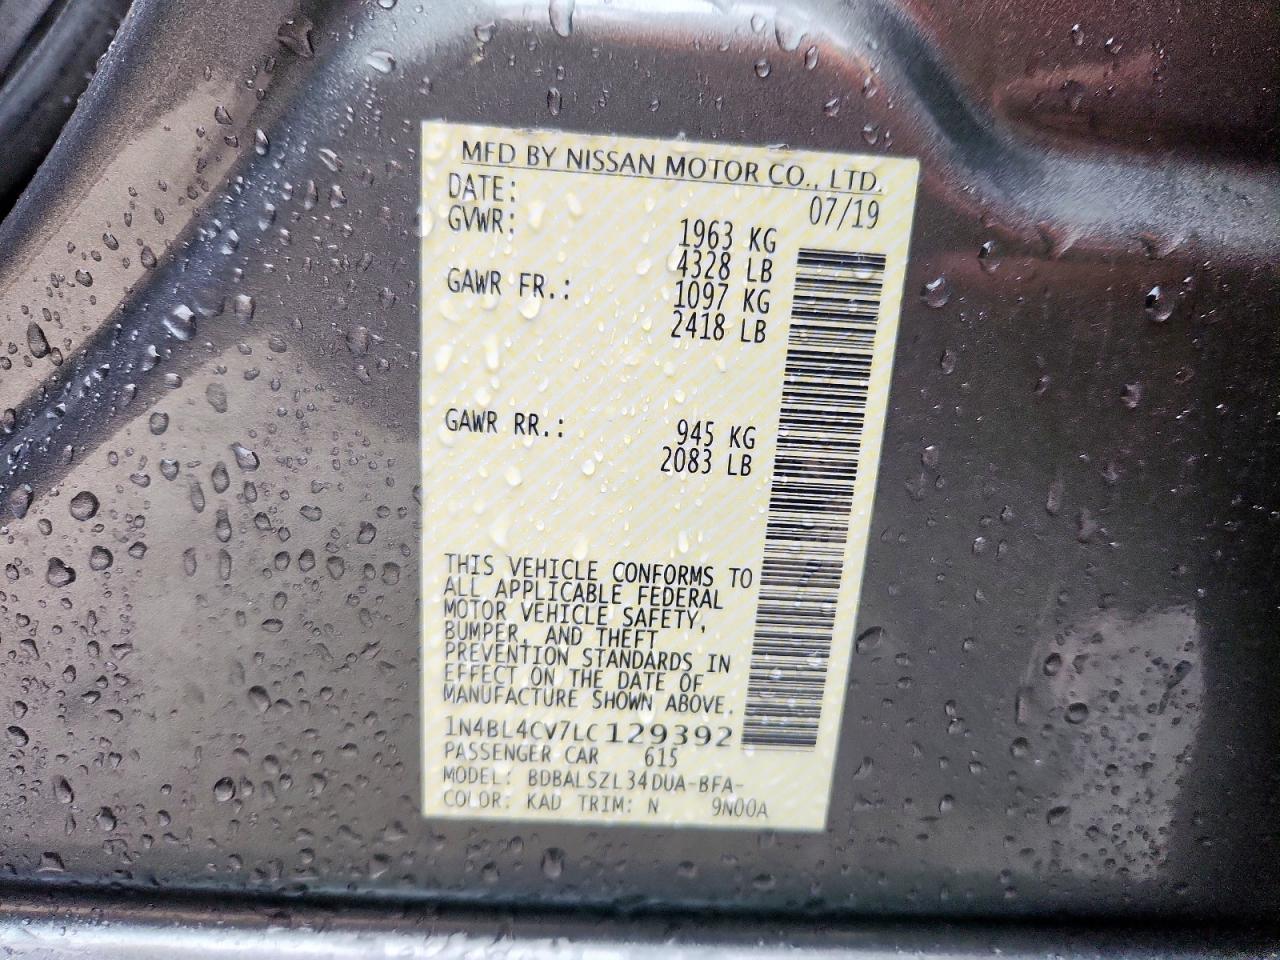 MFD BY NISSAN MOTOR CO., LTD.
DATE: 07/19
GVWR: 1963 KG
4328 LB
GAWR FR.: 1097 KG
2418 LB
GAWR RR.: 945 KG
2083 LB
THIS VEHICLE CONFORMS TO
ALL APPLICABLE FEDERAL
MOTOR VEHICLE SAFETY,
BUMPER, AND THEFT
PREVENTION STANDARDS IN
EFFECT ON THE DATE OF
MANUFACTURE SHOWN ABOVE.
1N4BL4CV7LC129392
PASSENGER CAR 615
MODEL: BDBALSZL34DUA-BFA-
COLOR: KAD TRIM: N 9N00A